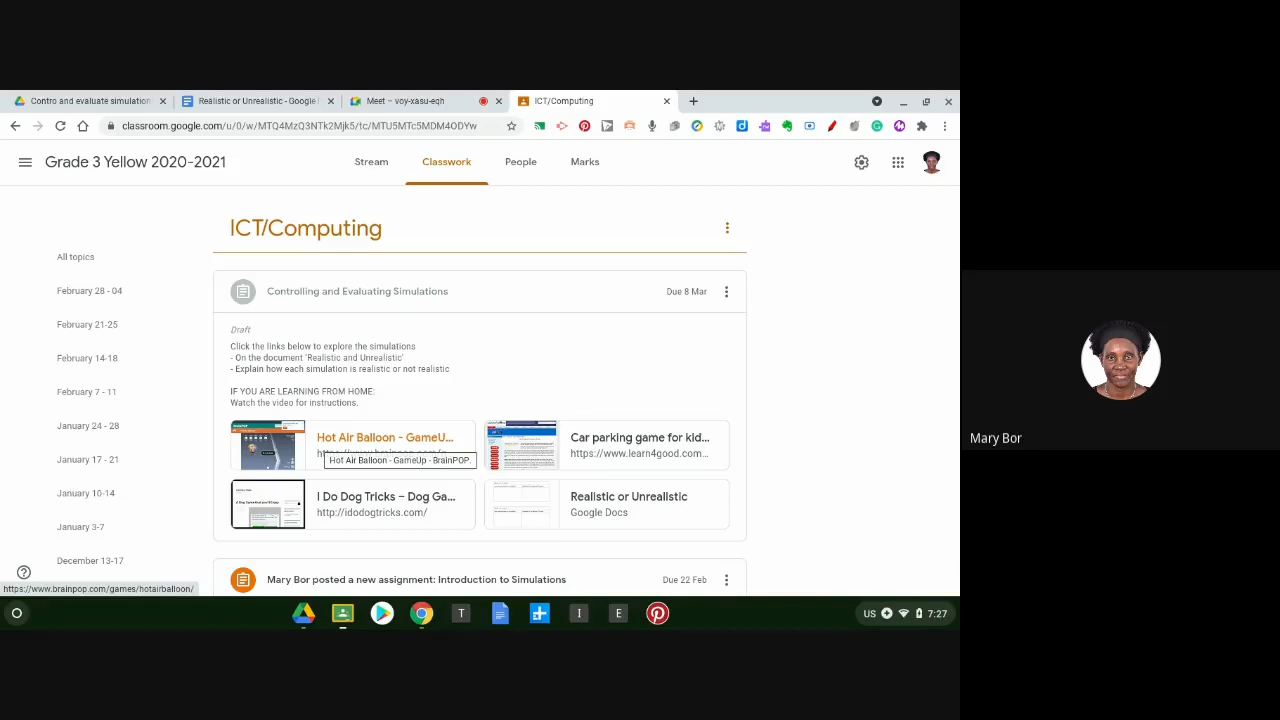 Contro and evaluate simulation
Realistic or Unrealistic - Google
Meet – voy-xasu-eqh
ICT/Computing
classroom.google.com/u/0/w/MTQ4MzQ3NTk2Mjk5/tc/MTU5MTc5MDM4ODYw
Grade 3 Yellow 2020-2021
Stream
Classwork
People
Marks
ICT/Computing
All topics
February 28 - 04
February 21-25
February 14-18
February 7 - 11
January 24 - 28
January 17 - 21
January 10-14
January 3-7
December 13-17
Controlling and Evaluating Simulations
Due 8 Mar
Draft
Click the links below to explore the simulations
- On the document 'Realistic and Unrealistic'
- Explain how each simulation is realistic or not realistic
IF YOU ARE LEARNING FROM HOME:
Watch the video for instructions.
Hot Air Balloon - GameU...
Hot Air Balloon - GameUp - BrainPOP.
Car parking game for kid...
https://www.learn4good.com...
I Do Dog Tricks – Dog Ga...
http://idodogtricks.com/
Realistic or Unrealistic
Google Docs
Mary Bor posted a new assignment: Introduction to Simulations
Due 22 Feb
https://www.brainpop.com/games/hotairballoon/
T
I
E
US
7:27
Mary Bor